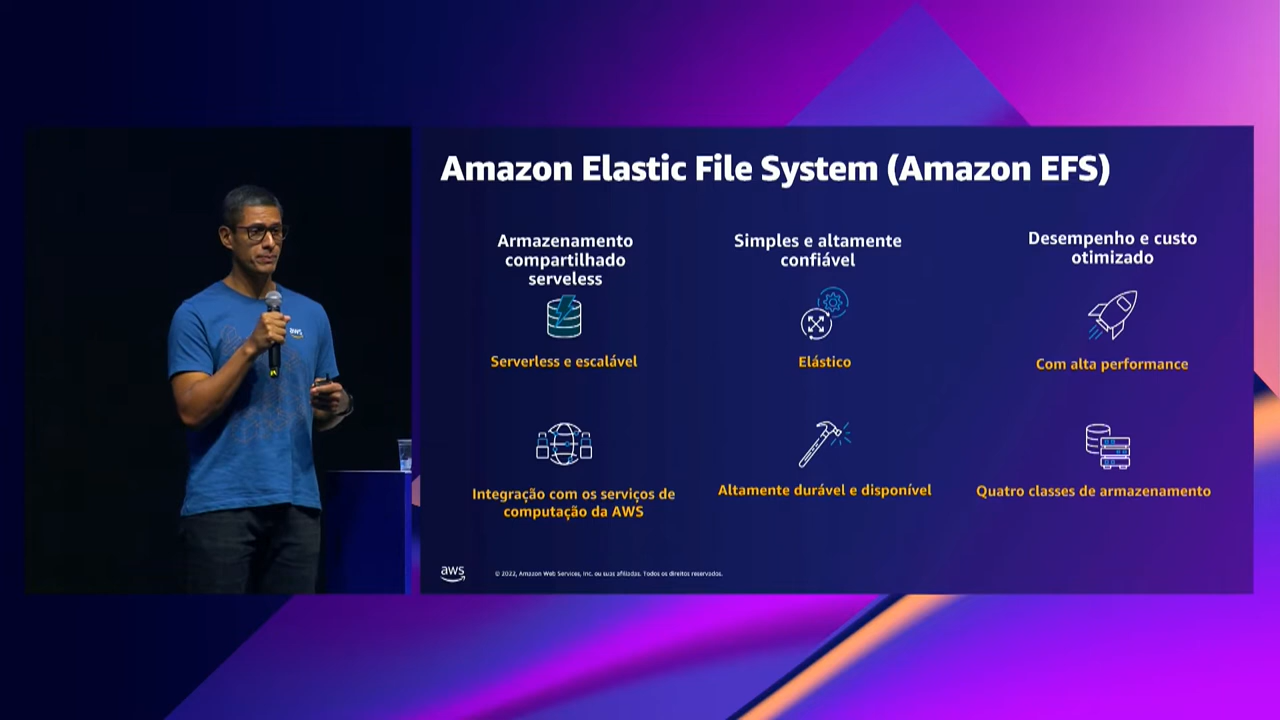 Amazon Elastic File System (Amazon EFS)
Armazenamento
compartilhado
serveless
Simples e altamente
confiável
Desempenho e custo
otimizado
Serverless e escalável
Elástico
Com alta performance
Integração com os serviços de
computação da AWS
Altamente durável e disponível
Quatro classes de armazenamento
aws
© 2022, Amazon Web Services, Inc. ou suas afiliadas. Todos os direitos reservados.
aws